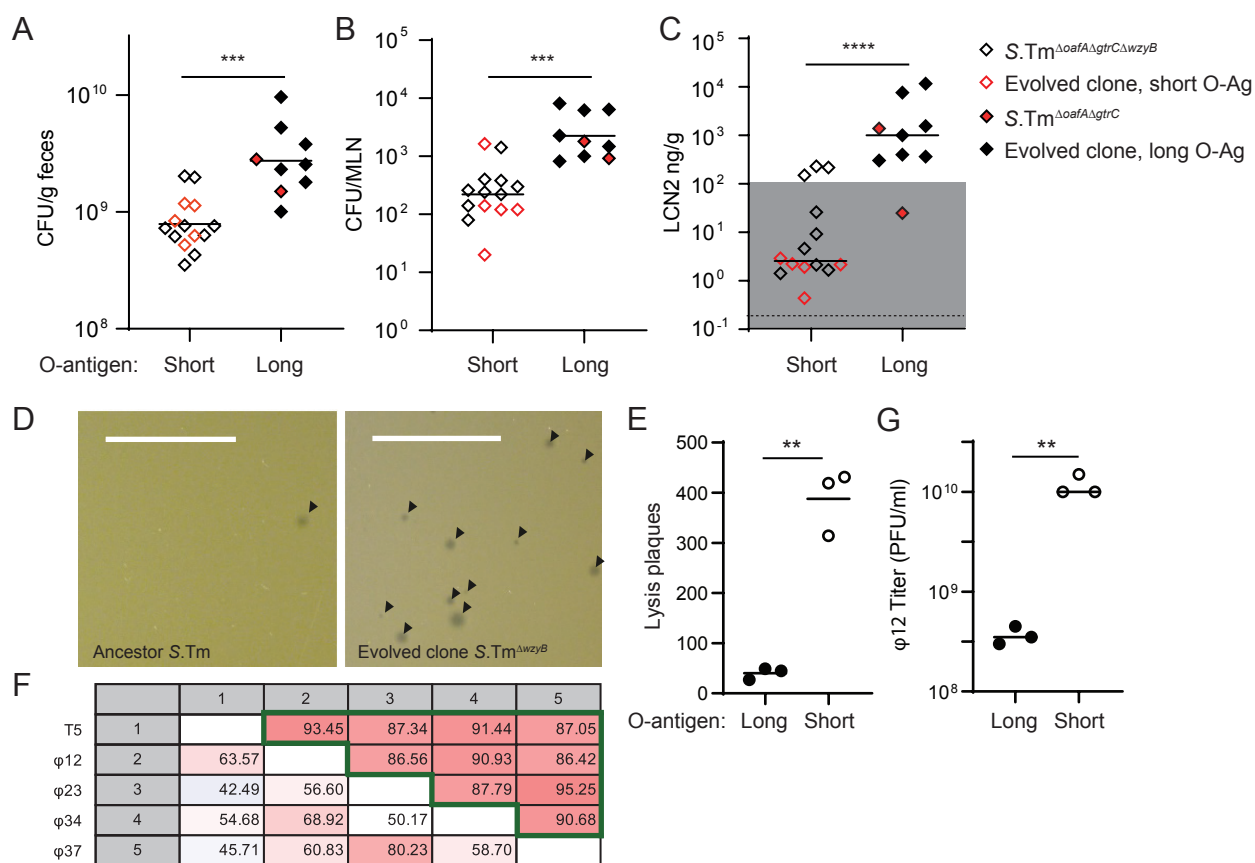 A
CFU/g feces
10^10
10^9
10^8
***
O-antigen: Short Long
B
CFU/MLN
10^5
10^4
10^3
10^2
10^1
10^0
***
Short Long
C
LCN2 ng/g
10^5
10^4
10^3
10^2
10^1
10^0
10^-1
****
Short Long
S.Tm^ΔoafAΔgtrCΔwzyB
Evolved clone, short O-Ag
S.Tm^ΔoafAΔgtrC
Evolved clone, long O-Ag
D
Ancestor S.Tm
Evolved clone S.Tm^ΔwzyB
E
Lysis plaques
500
400
300
200
100
0
**
O-antigen: Long Short
G
φ12 Titer (PFU/ml)
10^10
10^9
10^8
**
Long Short
F
1 2 3 4 5
T5 1 93.45 87.34 91.44 87.05
φ12 2 63.57 86.56 90.93 86.42
φ23 3 42.49 56.60 87.79 95.25
φ34 4 54.68 68.92 50.17 90.68
φ37 5 45.71 60.83 80.23 58.70